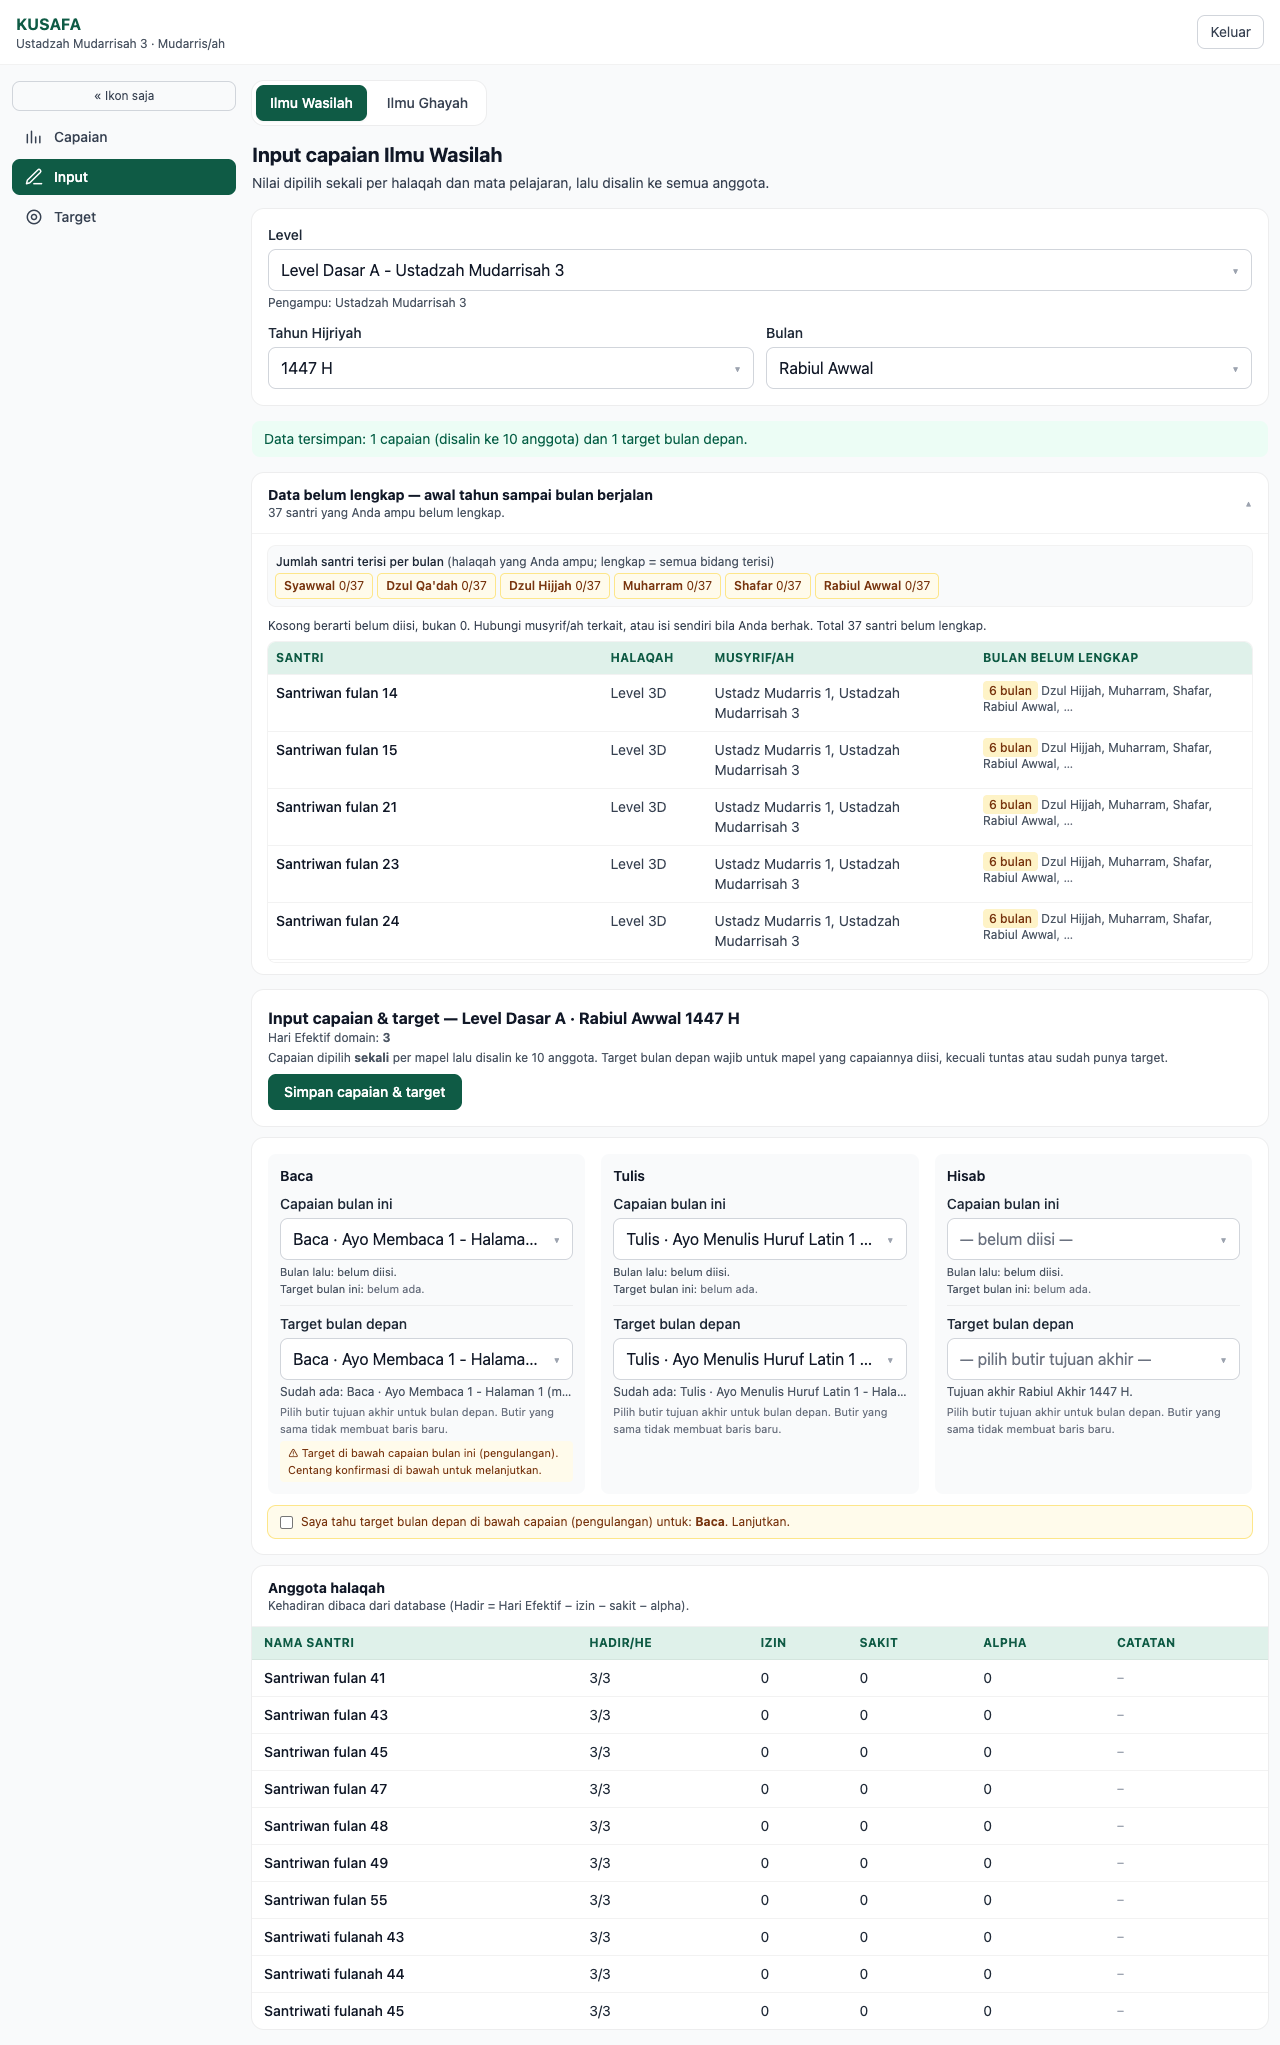 KUSAFA
Ustadzah Mudarrisah 3 · Mudarris/ah
Keluar
« Ikon saja
Capaian
Input
Target
Ilmu Wasilah
Ilmu Ghayah
Input capaian Ilmu Wasilah
Nilai dipilih sekali per halaqah dan mata pelajaran, lalu disalin ke semua anggota.
Level
Level Dasar A - Ustadzah Mudarrisah 3
Pengampu: Ustadzah Mudarrisah 3
Tahun Hijriyah
Bulan
1447 H
Rabiul Awwal
Data tersimpan: 1 capaian (disalin ke 10 anggota) dan 1 target bulan depan.
Data belum lengkap — awal tahun sampai bulan berjalan
37 santri yang Anda ampu belum lengkap.
Jumlah santri terisi per bulan (halaqah yang Anda ampu; lengkap = semua bidang terisi)
Syawwal 0/37 Dzul Qa'dah 0/37 Dzul Hijjah 0/37 Muharram 0/37 Shafar 0/37 Rabiul Awwal 0/37
Kosong berarti belum diisi, bukan 0. Hubungi musyrif/ah terkait, atau isi sendiri bila Anda berhak. Total 37 santri belum lengkap.
SANTRI HALAQAH MUSYRIF/AH BULAN BELUM LENGKAP
Santriwan fulan 14 Level 3D Ustadz Mudarris 1, Ustadzah 6 bulan Dzul Hijjah, Muharram, Shafar,
Mudarrisah 3 Rabiul Awwal, ...
Santriwan fulan 15 Level 3D Ustadz Mudarris 1, Ustadzah 6 bulan Dzul Hijjah, Muharram, Shafar,
Mudarrisah 3 Rabiul Awwal, ...
Santriwan fulan 21 Level 3D Ustadz Mudarris 1, Ustadzah 6 bulan Dzul Hijjah, Muharram, Shafar,
Mudarrisah 3 Rabiul Awwal, ...
Santriwan fulan 23 Level 3D Ustadz Mudarris 1, Ustadzah 6 bulan Dzul Hijjah, Muharram, Shafar,
Mudarrisah 3 Rabiul Awwal, ...
Santriwan fulan 24 Level 3D Ustadz Mudarris 1, Ustadzah 6 bulan Dzul Hijjah, Muharram, Shafar,
Mudarrisah 3 Rabiul Awwal, ...
Input capaian & target — Level Dasar A · Rabiul Awwal 1447 H
Hari Efektif domain: 3
Capaian dipilih sekali per mapel lalu disalin ke 10 anggota. Target bulan depan wajib untuk mapel yang capaiannya diisi, kecuali tuntas atau sudah punya target.
Simpan capaian & target
Baca
Capaian bulan ini
Baca · Ayo Membaca 1 - Halama...
Bulan lalu: belum diisi.
Target bulan ini: belum ada.
Target bulan depan
Baca · Ayo Membaca 1 - Halama...
Sudah ada: Baca · Ayo Membaca 1 - Halaman 1 (m...
Pilih butir tujuan akhir untuk bulan depan. Butir yang
sama tidak membuat baris baru.
⚠ Target di bawah capaian bulan ini (pengulangan).
Centang konfirmasi di bawah untuk melanjutkan.
Tulis
Capaian bulan ini
Tulis · Ayo Menulis Huruf Latin 1 ...
Bulan lalu: belum diisi.
Target bulan ini: belum ada.
Target bulan depan
Tulis · Ayo Menulis Huruf Latin 1 ...
Sudah ada: Tulis · Ayo Menulis Huruf Latin 1 - Hala...
Pilih butir tujuan akhir untuk bulan depan. Butir yang
sama tidak membuat baris baru.
Hisab
Capaian bulan ini
— belum diisi —
Bulan lalu: belum diisi.
Target bulan ini: belum ada.
Target bulan depan
— pilih butir tujuan akhir —
Tujuan akhir Rabiul Akhir 1447 H.
Pilih butir tujuan akhir untuk bulan depan. Butir yang
sama tidak membuat baris baru.
Saya tahu target bulan depan di bawah capaian (pengulangan) untuk: Baca. Lanjutkan.
Anggota halaqah
Kehadiran dibaca dari database (Hadir = Hari Efektif − izin − sakit − alpha).
NAMA SANTRI HADIR/HE IZIN SAKIT ALPHA CATATAN
Santriwan fulan 41 3/3 0 0 0 –
Santriwan fulan 43 3/3 0 0 0 –
Santriwan fulan 45 3/3 0 0 0 –
Santriwan fulan 47 3/3 0 0 0 –
Santriwan fulan 48 3/3 0 0 0 –
Santriwan fulan 49 3/3 0 0 0 –
Santriwan fulan 55 3/3 0 0 0 –
Santriwati fulanah 43 3/3 0 0 0 –
Santriwati fulanah 44 3/3 0 0 0 –
Santriwati fulanah 45 3/3 0 0 0 –